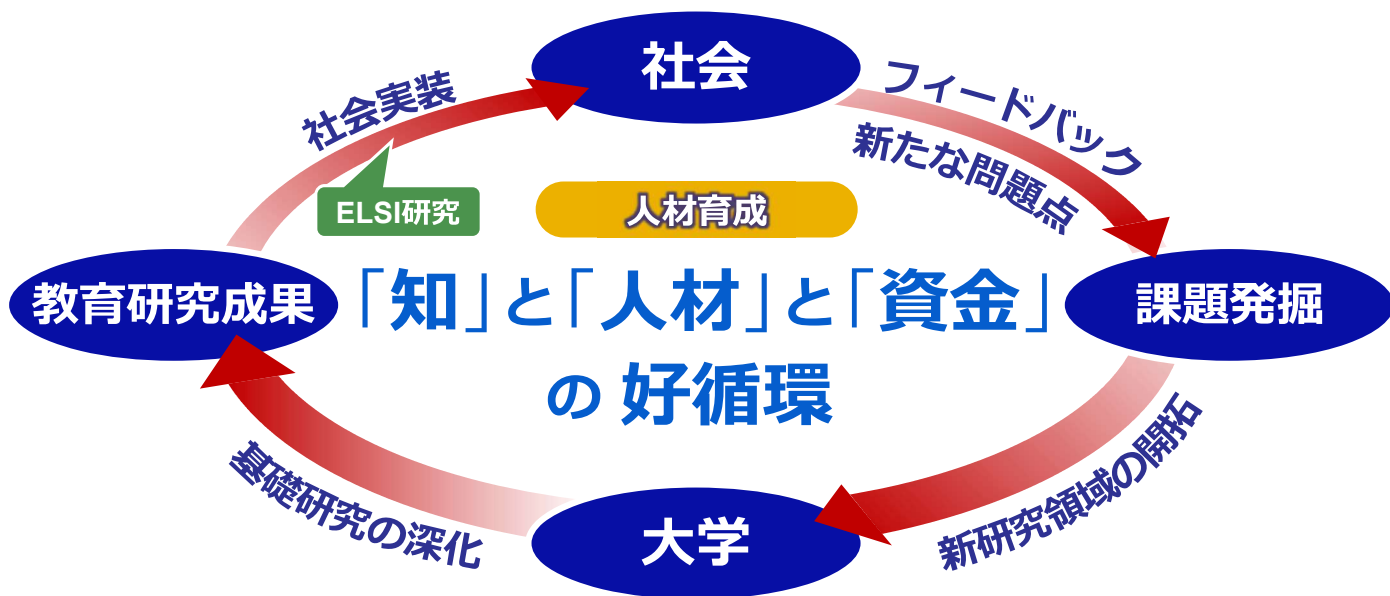 社会
社会実装
フィードバック
新たな問題点
ELSI研究
人材育成
教育研究成果
「知」と「人材」と「資金」
の 好循環
課題発掘
基礎研究の深化
新研究領域の開拓
大学